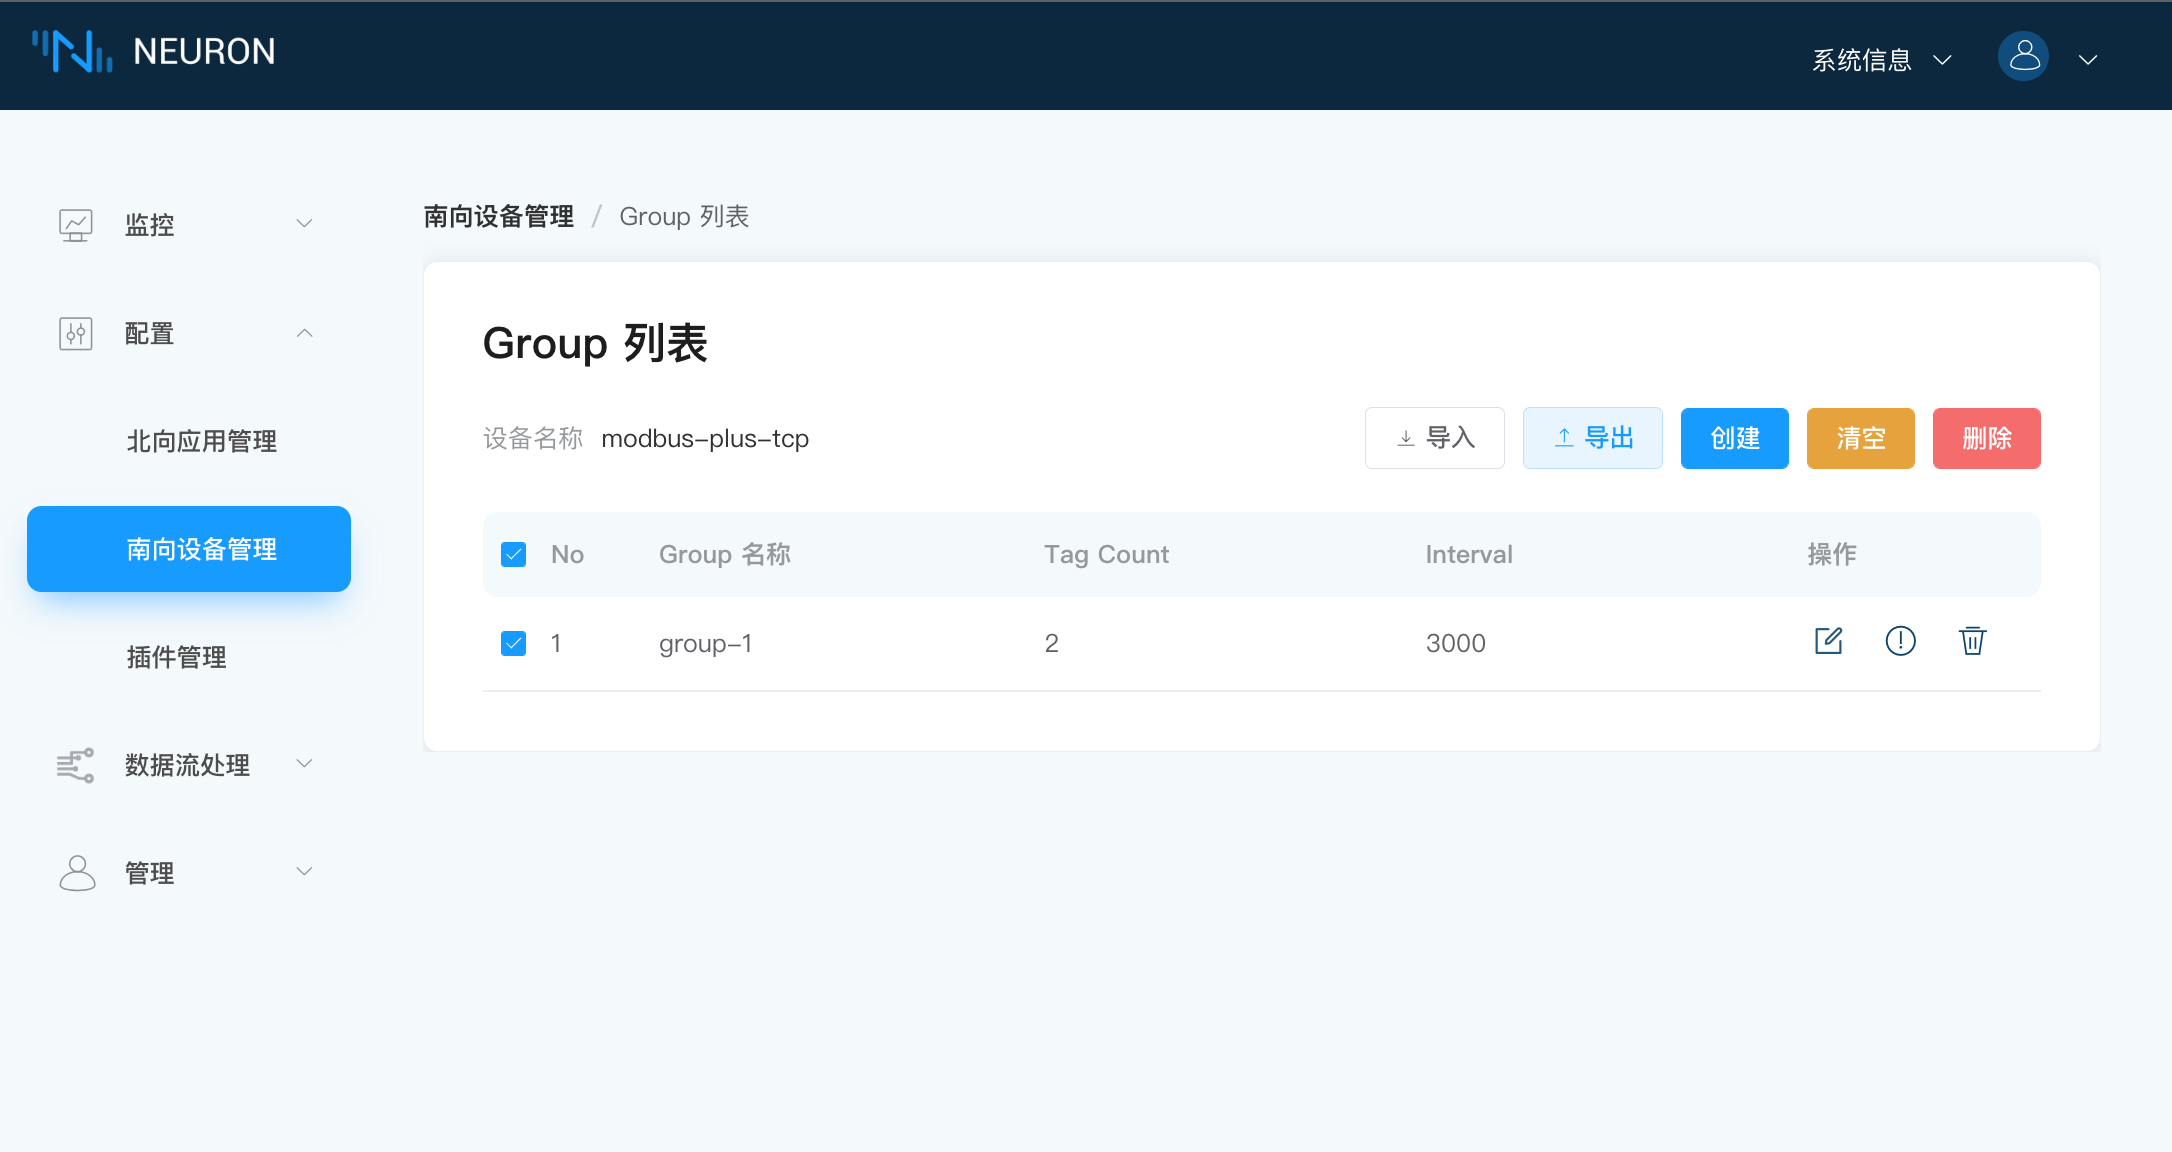 NEURON
系统信息
监控
配置
北向应用管理
南向设备管理
插件管理
数据流处理
管理
南向设备管理 / Group 列表
Group 列表
设备名称 modbus-plus-tcp
导入 导出 创建 清空 删除
No Group 名称 Tag Count Interval 操作
1 group-1 2 3000